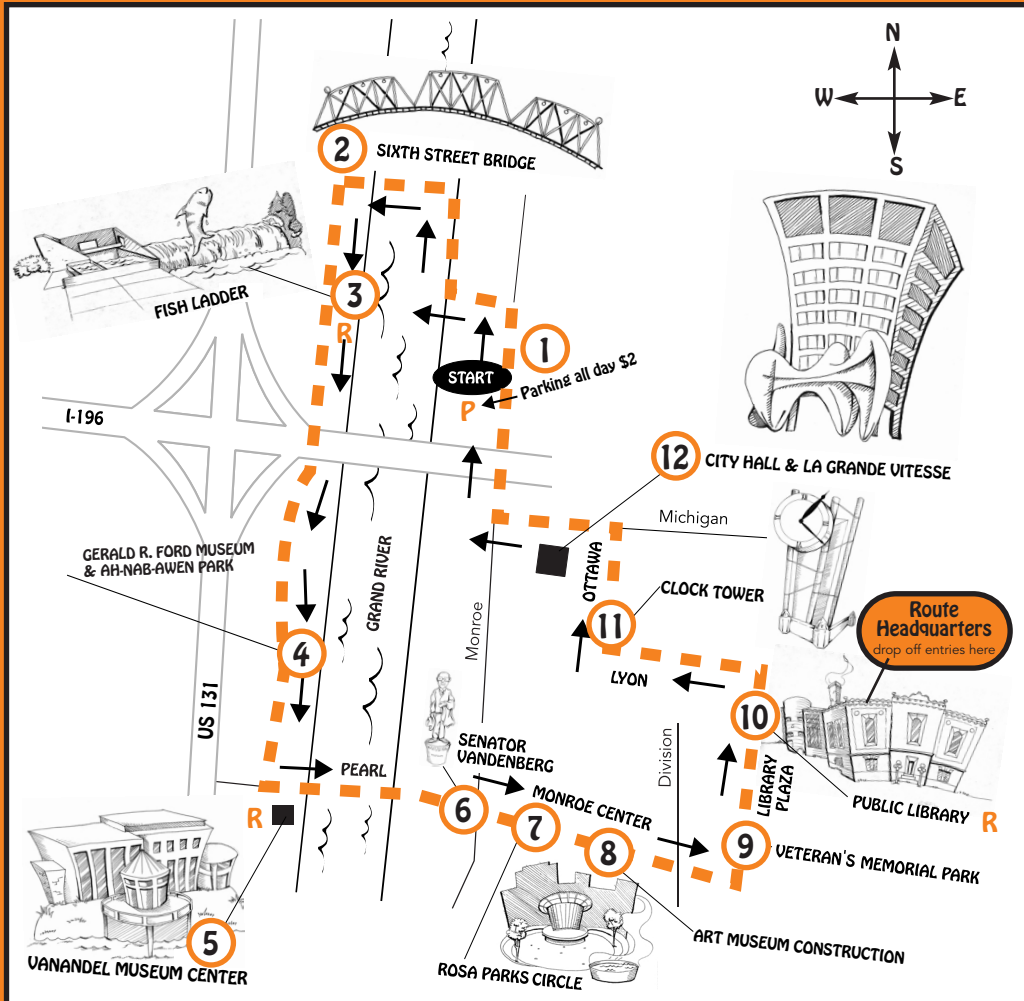 N
W E
S
2
SIXTH STREET BRIDGE
3
FISH LADDER
R
1
START
Parking all day $2
P
I-196
12
CITY HALL & LA GRANDE VITESSE
Michigan
GERALD R. FORD MUSEUM
& AH-NAB-AWEN PARK
GRAND RIVER
OTTAWA
CLOCK TOWER
11
Route
Headquarters
drop off entries here
Monroe
4
LYON
10
US 131
SENATOR
VANDENBERG
Division
LIBRARY
PLAZA
PUBLIC LIBRARY R
PEARL
MONROE CENTER
R
6
7
8
9
VETERAN'S MEMORIAL PARK
5
VANANDEL MUSEUM CENTER
ROSA PARKS CIRCLE
ART MUSEUM CONSTRUCTION